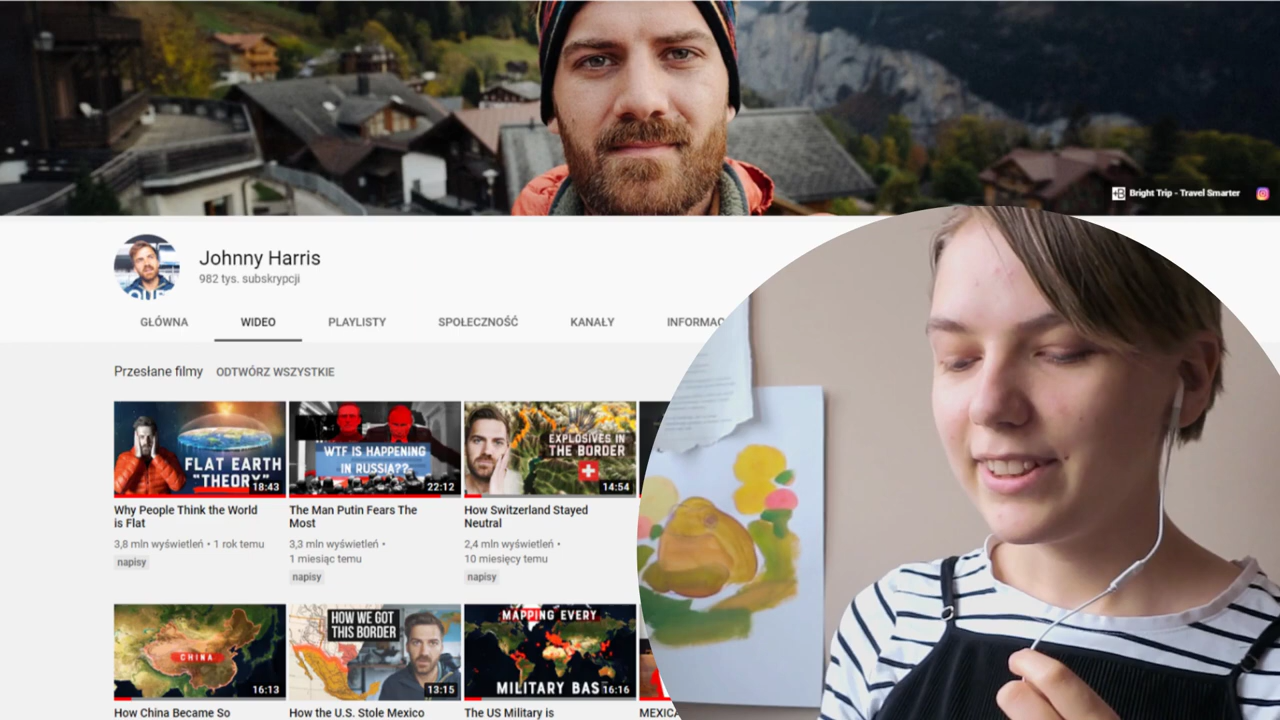 Bright Trip - Travel Smarter
Johnny Harris
982 tys. subskrypcji
GŁÓWNA
WIDEO
PLAYLISTY
SPOŁECZNOŚĆ
KANAŁY
INFORMAC
Przesłane filmy
ODTWÓRZ WSZYSTKIE
FLAT EARTH
"THEORY"
18:43
WTF IS HAPPENING
IN RUSSIA??
22:12
EXPLOSIVES IN
THE BORDER
14:54
Why People Think the World
is Flat
3,8 mln wyświetleń • 1 rok temu
napisy
The Man Putin Fears The
Most
3,3 mln wyświetleń •
1 miesiąc temu
napisy
How Switzerland Stayed
Neutral
2,4 mln wyświetleń •
10 miesięcy temu
napisy
CHINA
16:13
HOW WE GOT
THIS BORDER
13:15
MAPPING EVERY
MILITARY BAS
16:16
How China Became So
How the U.S. Stole Mexico
The US Military is
MEXICA